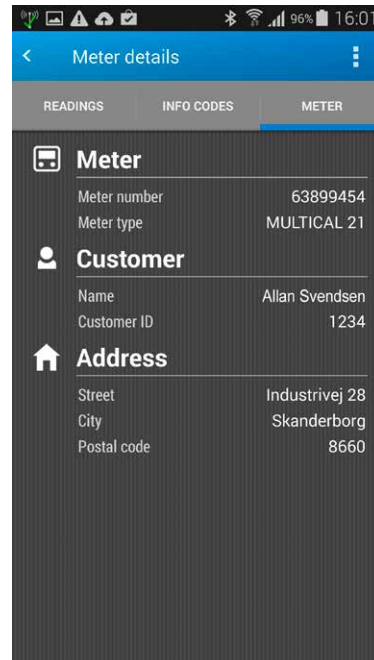 96% 16:01
Meter details
READINGS INFO CODES METER
Meter
Meter number 63899454
Meter type MULTICAL 21
Customer
Name Allan Svendsen
Customer ID 1234
Address
Street Industrivej 28
City Skanderborg
Postal code 8660